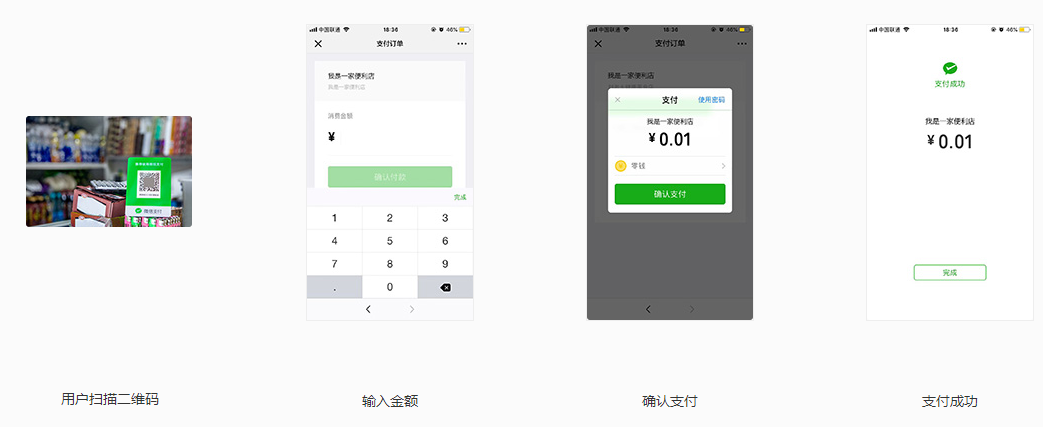 微信支付
用户扫描二维码
中国联通
18:36
46%
支付订单
我是一家便利店
我是一家便利店
消费金额
¥
确认付款
完成
1 2 3
4 5 6
7 8 9
. 0
输入金额
中国联通
18:36
46%
支付订单
我是一家便利店
支付
使用密码
我是一家便利店
¥ 0.01
零钱
确认支付
确认支付
中国联通
18:36
46%
支付成功
我是一家便利店
¥ 0.01
完成
支付成功